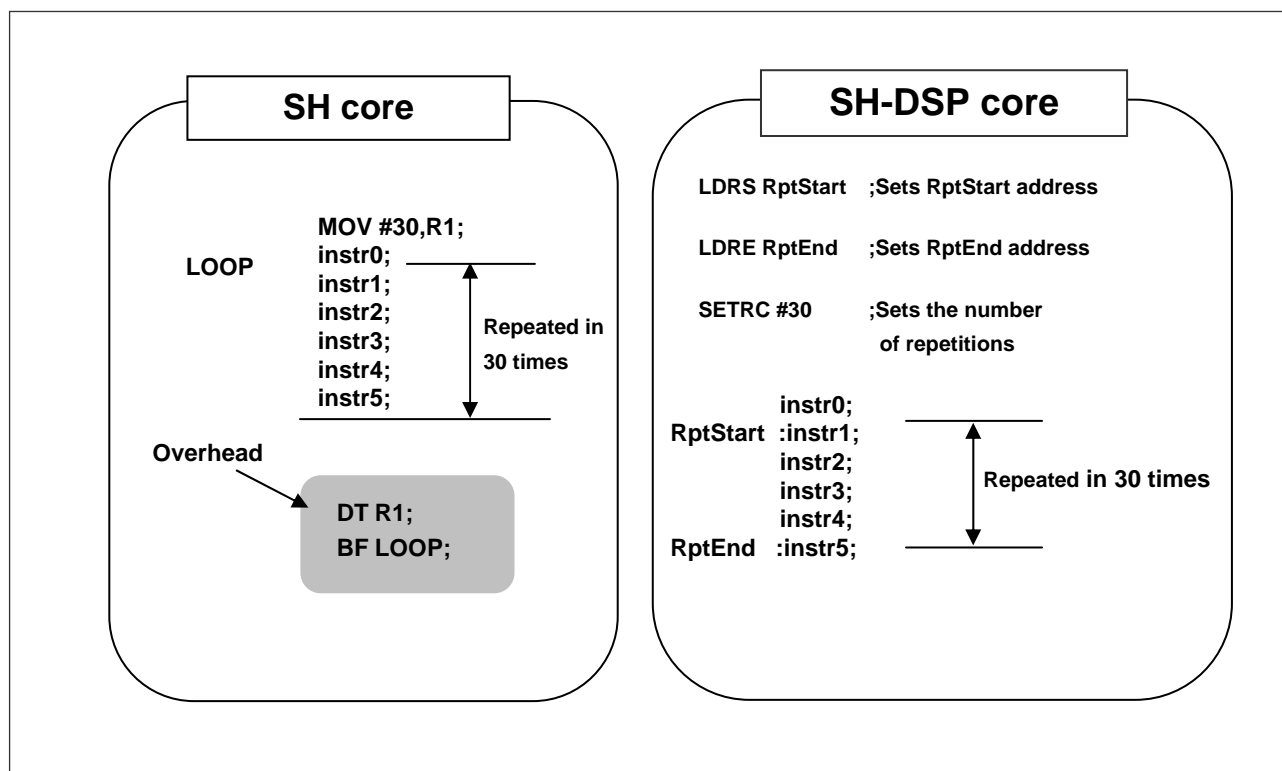 SH core
MOV #30,R1;
LOOP instr0;
instr1;
instr2;
instr3;
instr4;
instr5;
Repeated in
30 times
Overhead
DT R1;
BF LOOP;
SH-DSP core
LDRS RptStart ;Sets RptStart address
LDRE RptEnd ;Sets RptEnd address
SETRC #30 ;Sets the number
of repetitions
instr0;
RptStart :instr1;
instr2;
instr3;
instr4;
RptEnd :instr5;
Repeated in 30 times